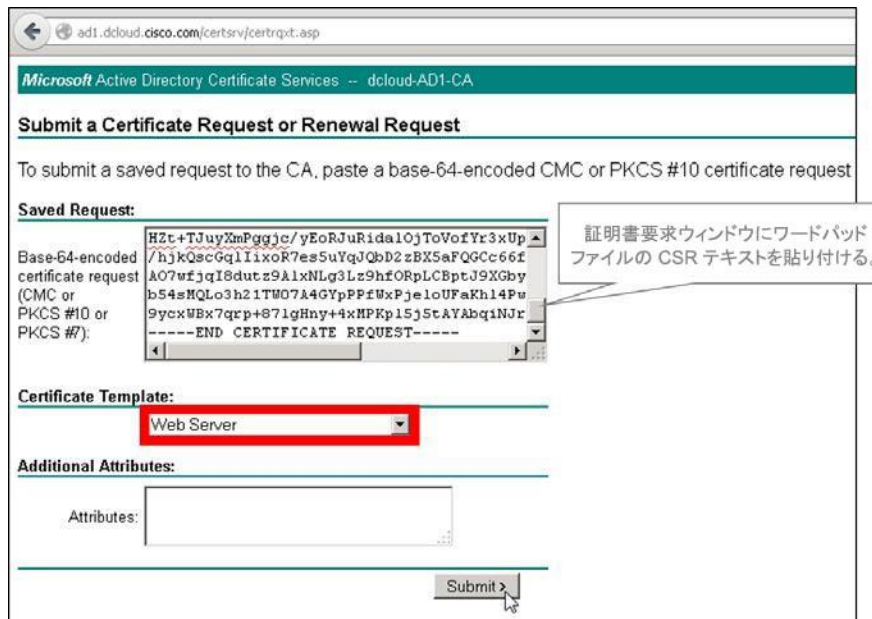 ad1.dcloud.cisco.com/certsrv/certrqxt.asp
Microsoft Active Directory Certificate Services -- dcloud-AD1-CA
Submit a Certificate Request or Renewal Request
To submit a saved request to the CA, paste a base-64-encoded CMC or PKCS #10 certificate request
Saved Request:
Base-64-encoded
certificate request
(CMC or
PKCS #10 or
PKCS #7):
HZt+TJuyXmPggjc/yEoRJuRidalOjToVofYr3xUp
/hjkQscGqlIixoR7es5uYqJQbD2zBX5aFQGCc66f
AO7wfjqI8dutz9AlxNLg3Lz9hfORpLCBptJ9XGby
b54sMQLo3h21TWO7A4GYpPPfWxPjeloUFaKhl4Pw
9ycxWBx7qrp+87lgHny+4xMPKpl5j5tAYAbqiNJr
-----END CERTIFICATE REQUEST-----
証明書要求ウィンドウにワードパッド
ファイルの CSR テキストを貼り付ける。
Certificate Template:
Web Server
Additional Attributes:
Attributes:
Submit >